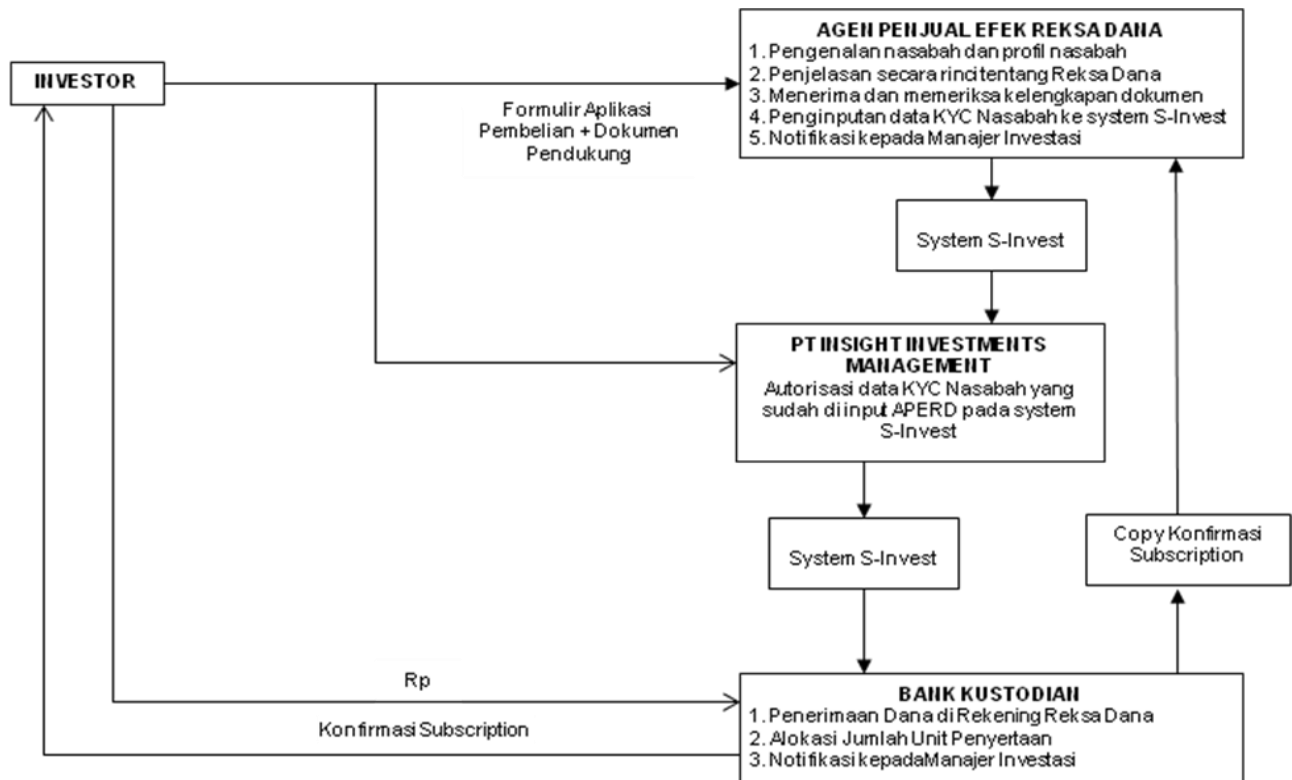 AGEN PENJUAL EFEK REKSA DANA
1. Pengenalan nasabah dan profil nasabah
2. Penjelasan secara rinci tentang Reksa Dana
3. Menerima dan memeriksa kelengkapan dokumen
4. Penginputan data KYC Nasabah ke system S-Invest
5. Notifikasi kepada Manajer Investasi
INVESTOR
Formulir Aplikasi
Pembelian + Dokumen
Pendukung
System S-Invest
PT INSIGHT INVESTMENTS
MANAGEMENT
Autorisasi data KYC Nasabah yang
sudah di input APERD pada system
S-Invest
System S-Invest
Copy Konfirmasi
Subscription
Rp
Konfirmasi Subscription
BANK KUSTODIAN
1. Penerimaan Dana di Rekening Reksa Dana
2. Alokasi Jumlah Unit Penyertaan
3. Notifikasi kepadaManajer Investasi